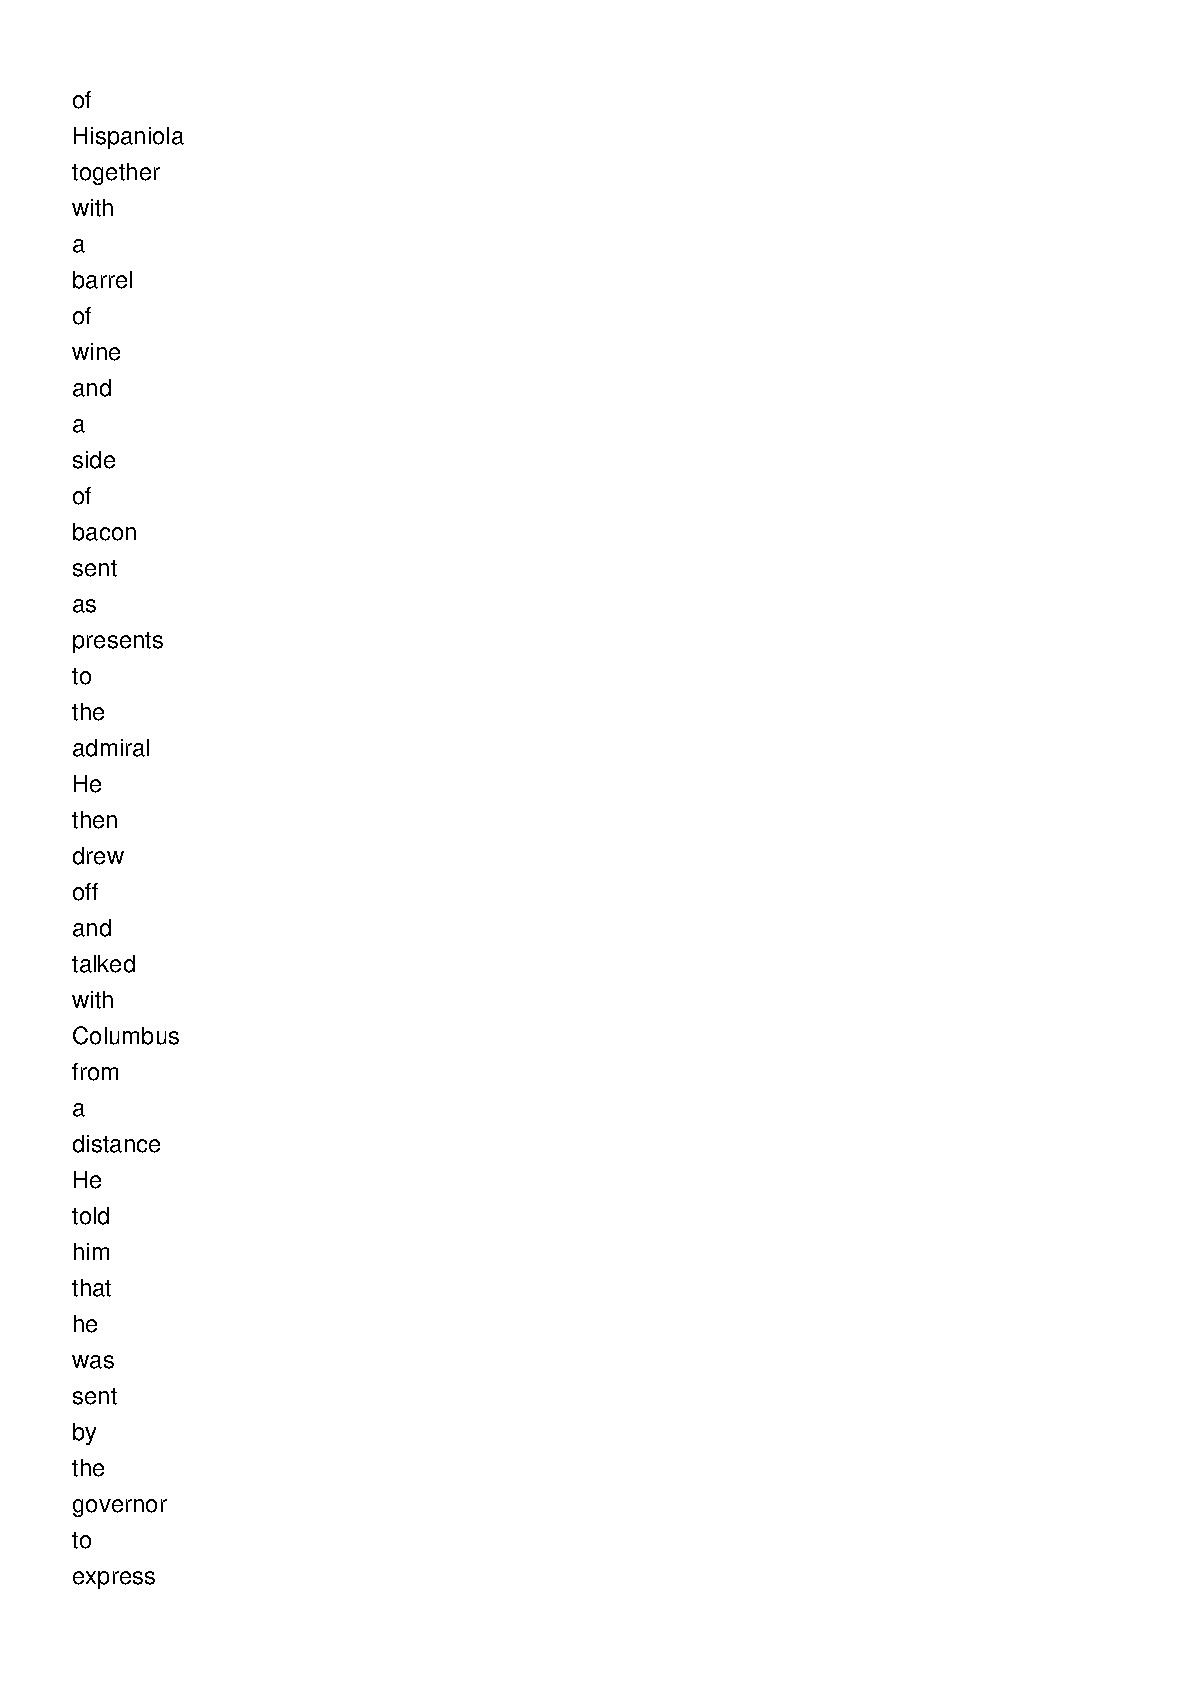 of
Hispaniola
together
with
a
barrel
of
wine
and
a
side
of
bacon
sent
as
presents
to
the
admiral
He
then
drew
off
and
talked
with
Columbus
from
a
distance
He
told
him
that
he
was
sent
by
the
governor
to
express